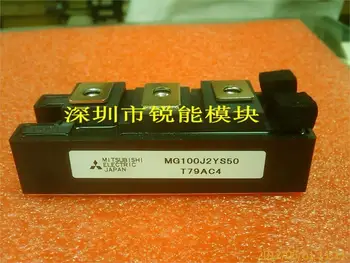 深圳市锐能模块
MITSUBISHI
ELECTRIC
JAPAN
MG100J2YS50
T79AC4